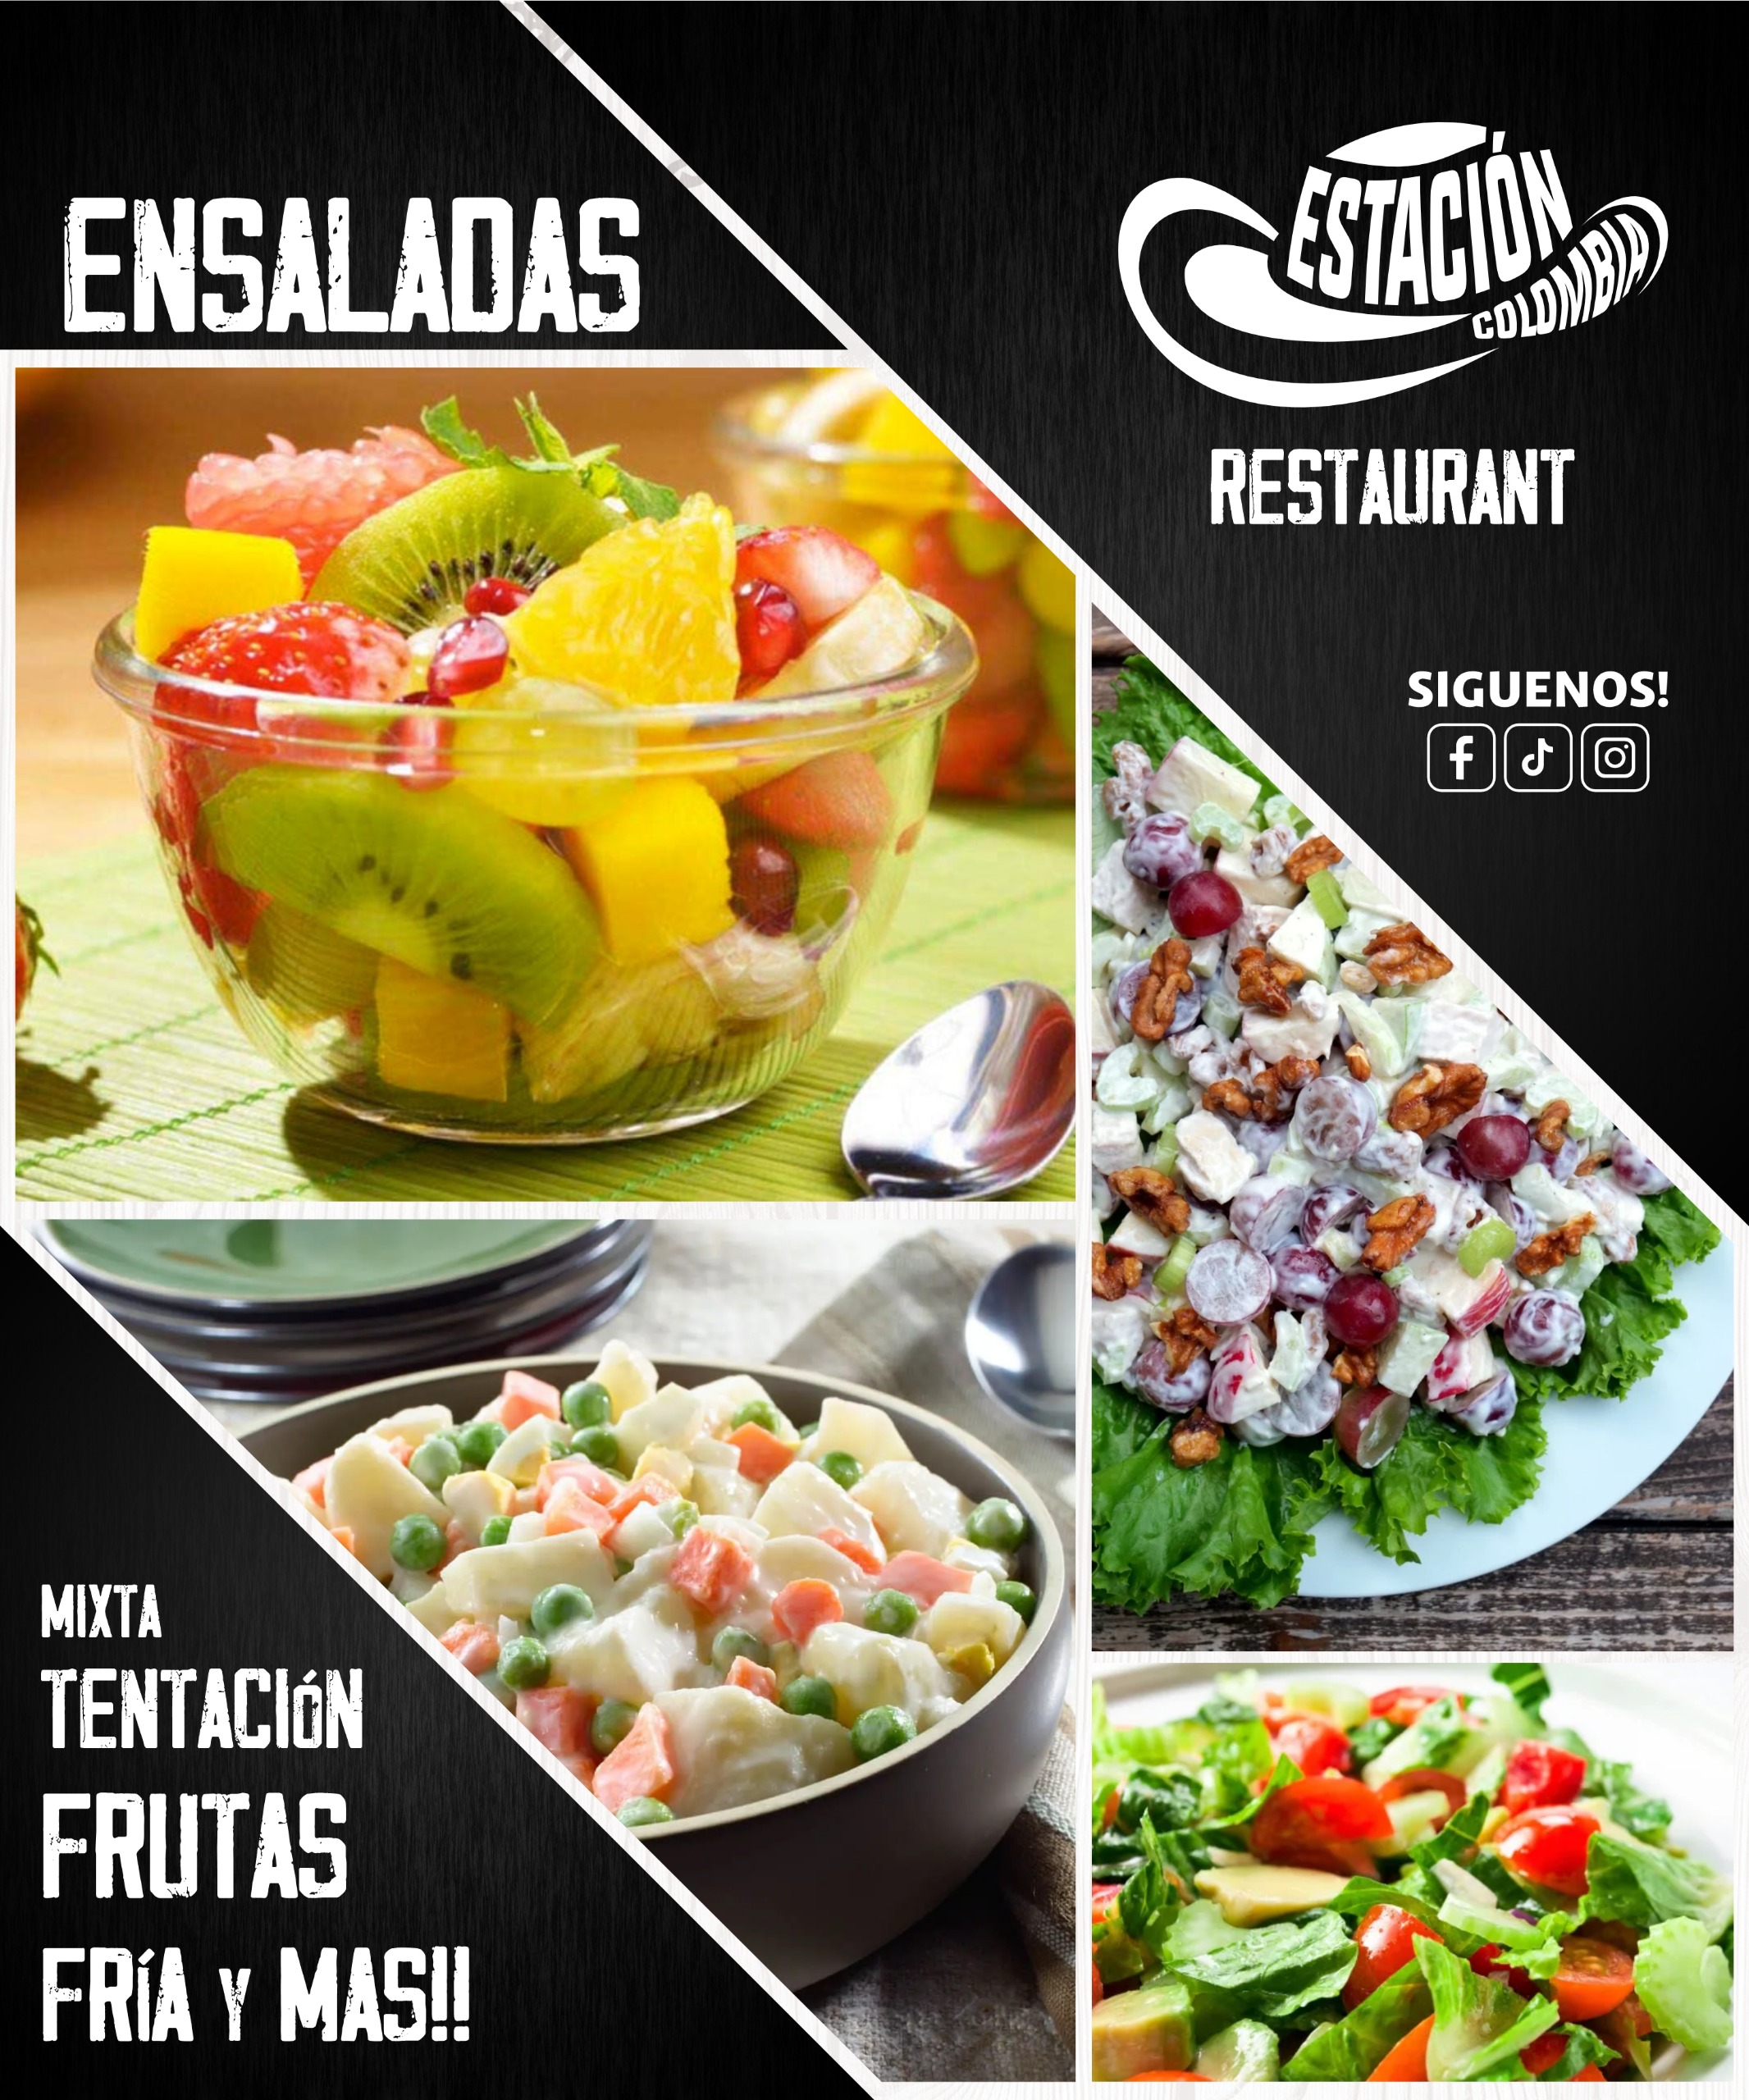 ENSALADAS
ESTACIÓN
COLOMBIA
RESTAURANT
SIGUENOS!
MIXTA
TENTACIÓN
FRUTAS
FRÍA Y MAS!!